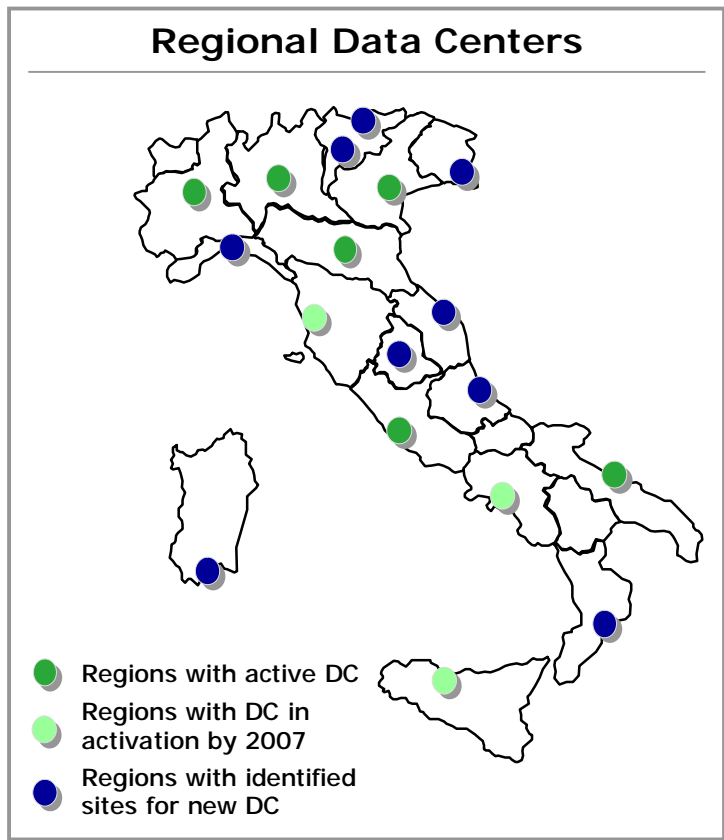 Regional Data Centers
Regions with active DC
Regions with DC in
activation by 2007
Regions with identified
sites for new DC